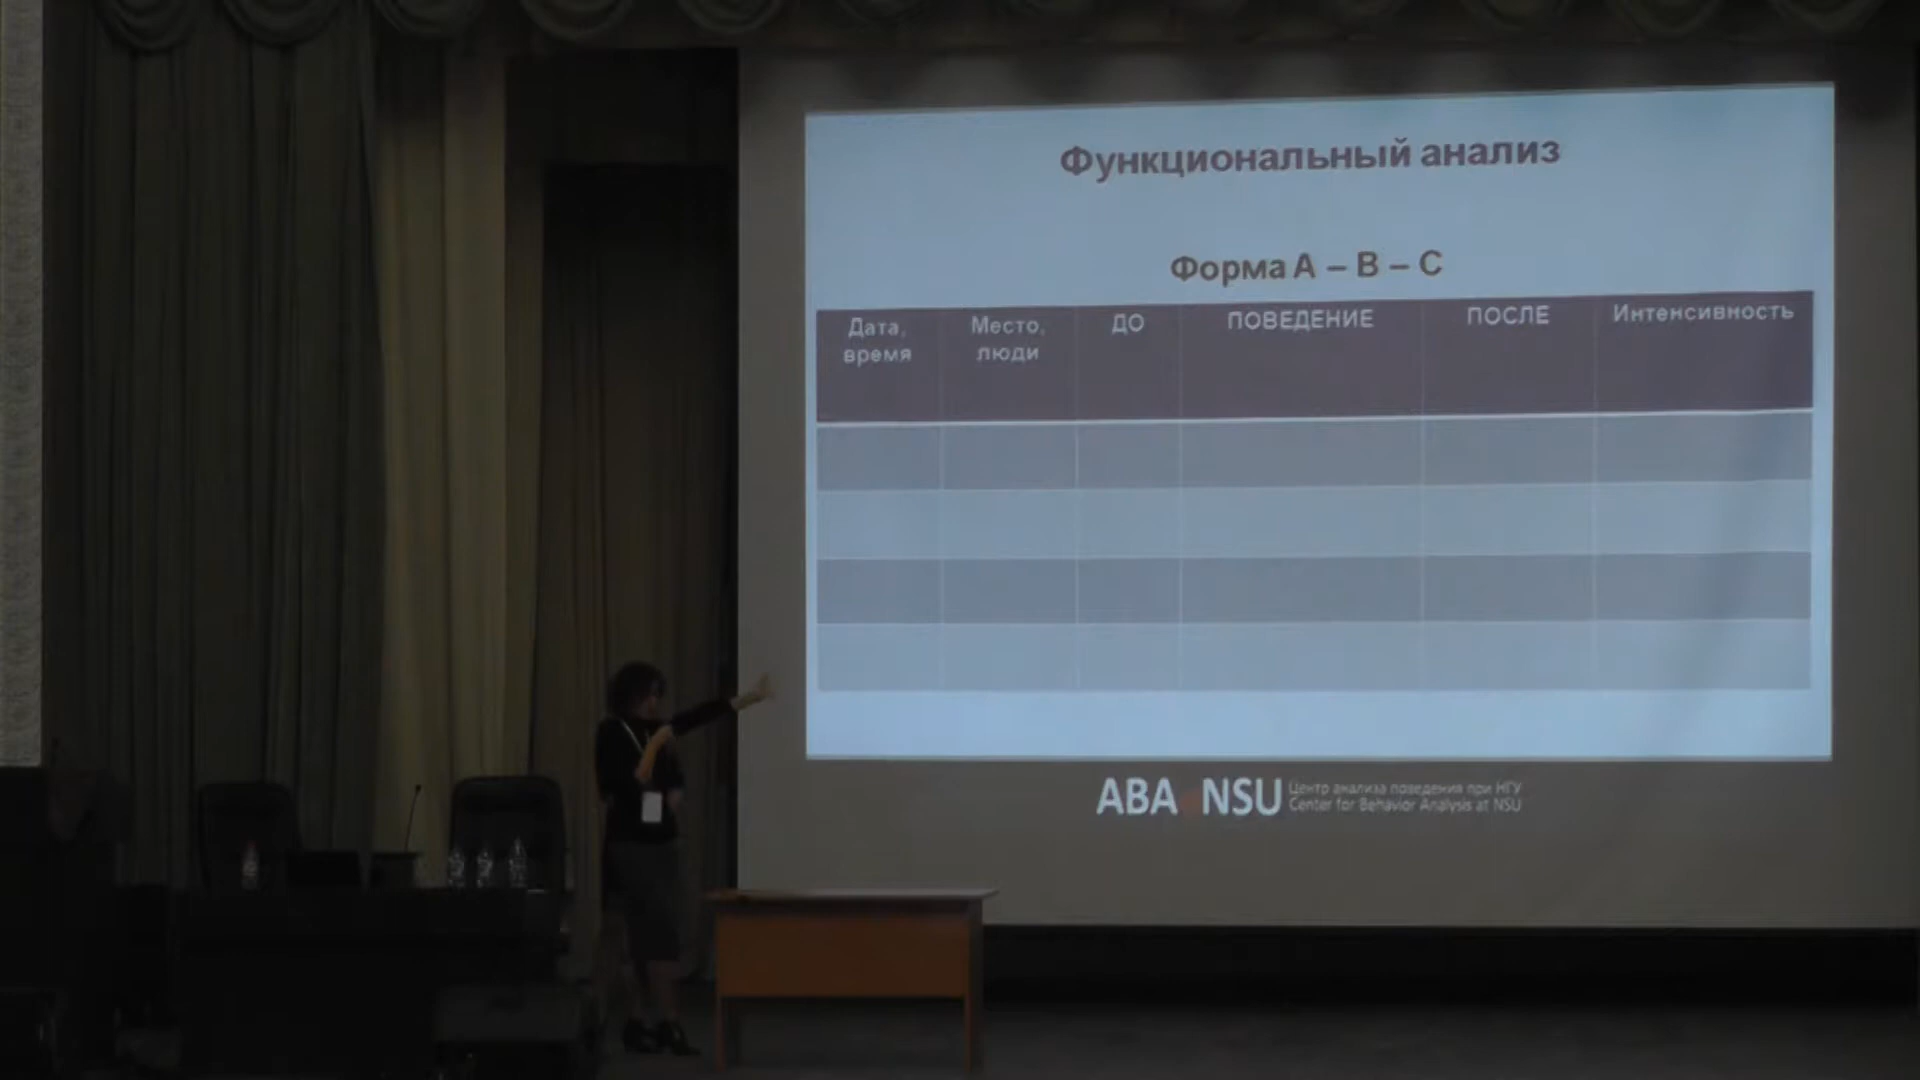 Функциональный анализ
Форма А – В – С
Дата, время
Место, люди
ДО
ПОВЕДЕНИЕ
ПОСЛЕ
Интенсивность
ABA NSU
Центр анализа поведения при НГУ
Center for Behavior Analysis at NSU